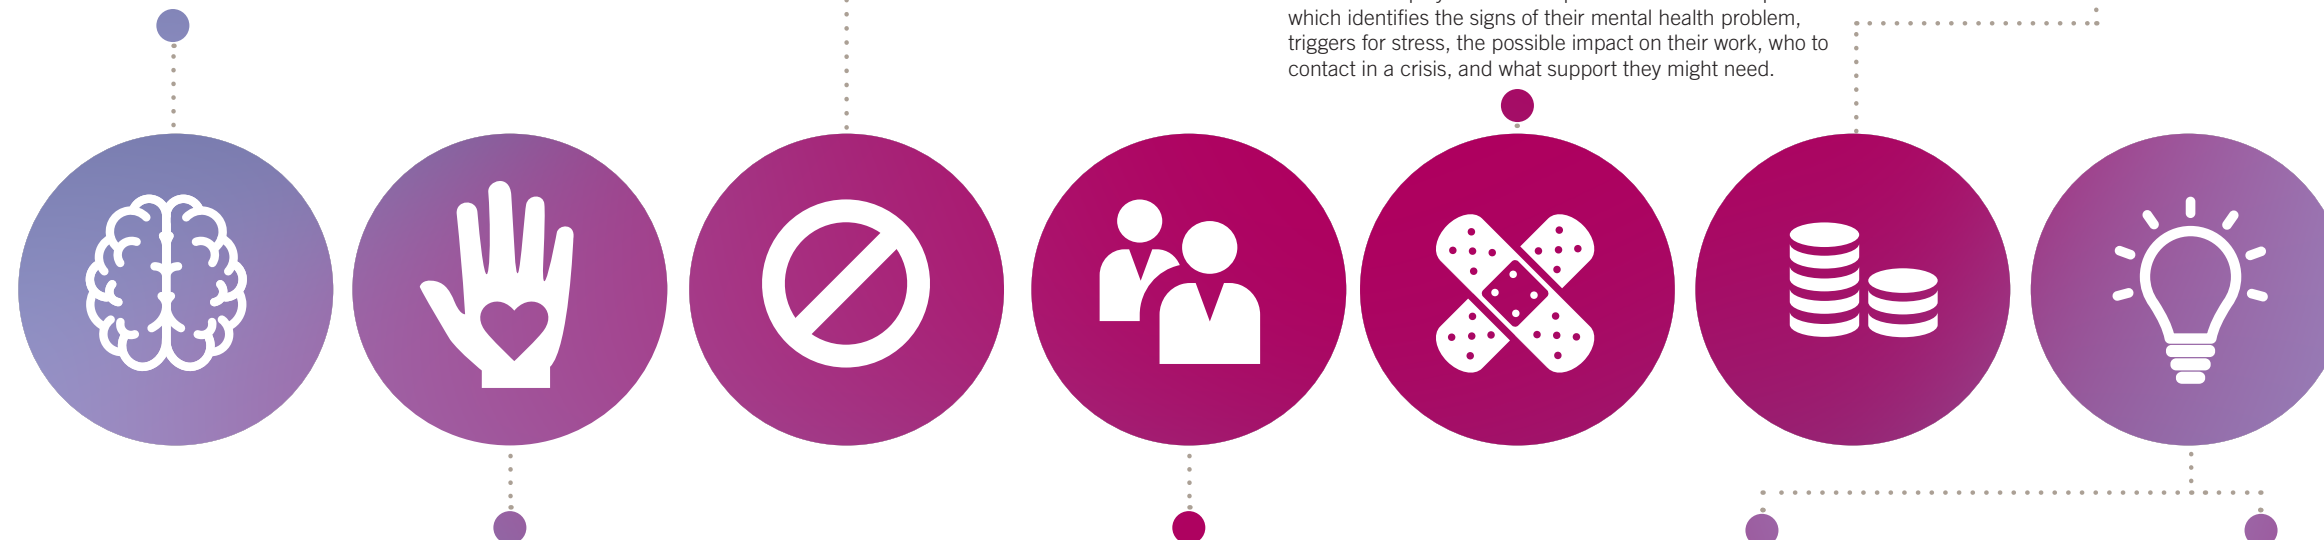 which identifies the signs of their mental health problem,
triggers for stress, the possible impact on their work, who to
contact in a crisis, and what support they might need.